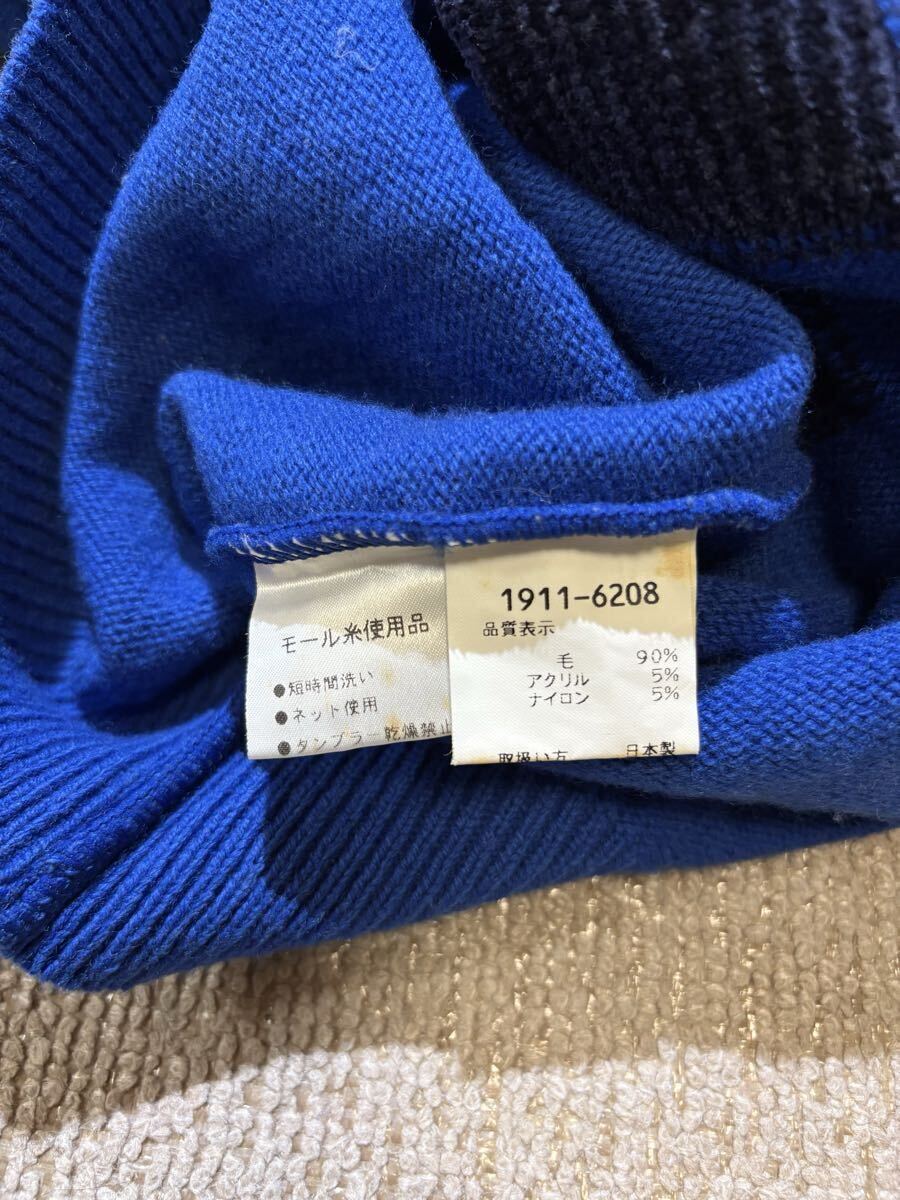 モール糸使用品
●短時間洗い
●ネット使用
●タンブラー乾燥禁止
1911-6208
品質表示
毛 90%
アクリル 5%
ナイロン 5%
取扱い方 日本製